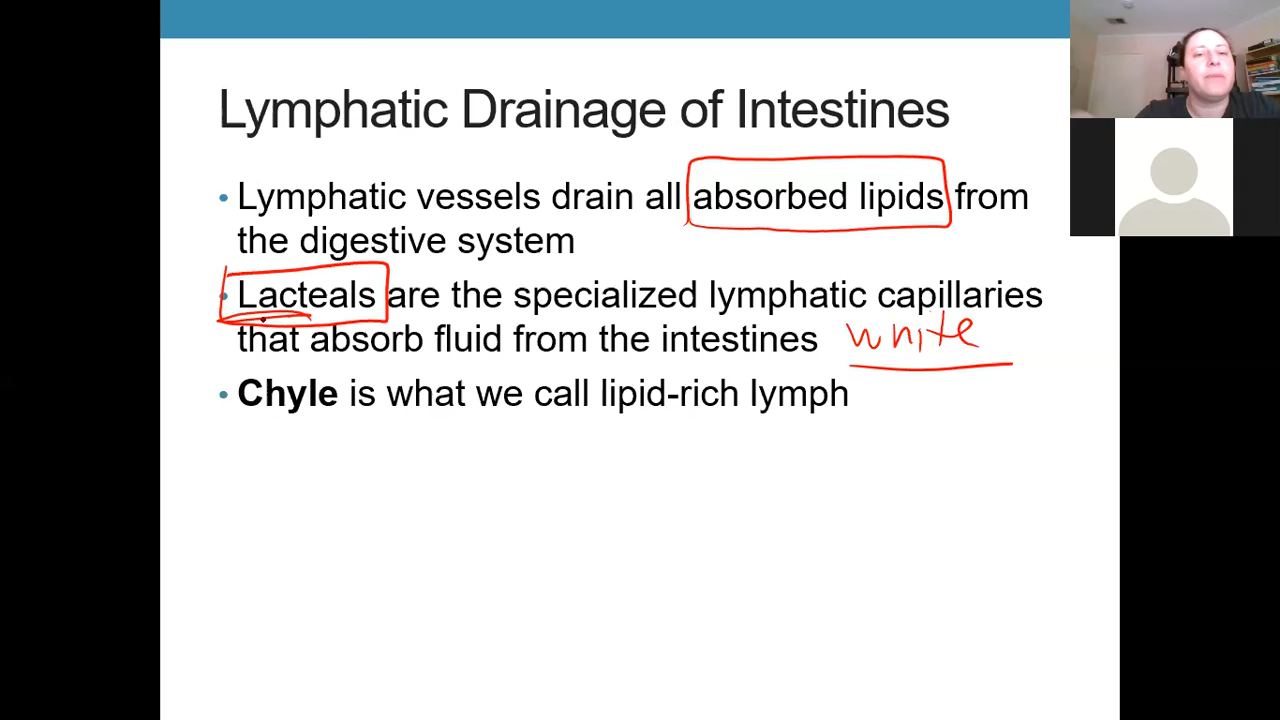 Lymphatic Drainage of Intestines
• Lymphatic vessels drain all absorbed lipids from
the digestive system
• Lacteals are the specialized lymphatic capillaries
that absorb fluid from the intestines white
• Chyle is what we call lipid-rich lymph